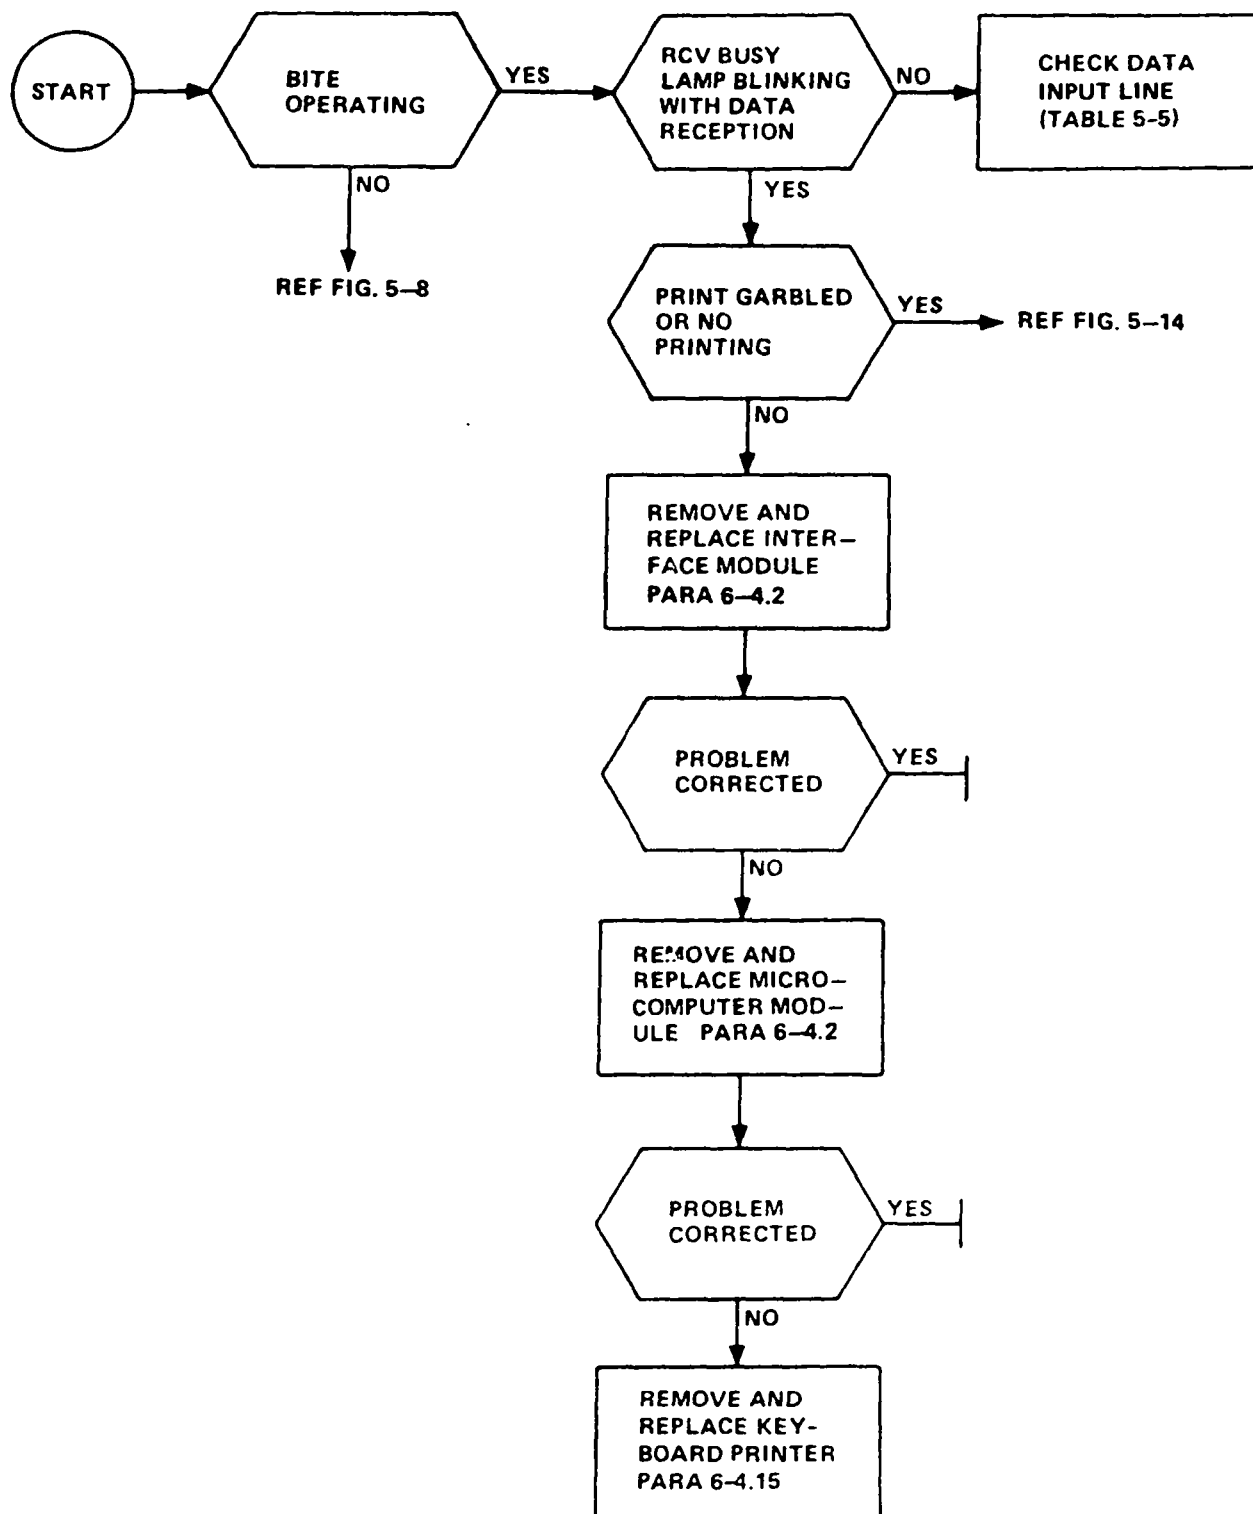 START
BITE
OPERATING
YES
RCV BUSY
LAMP BLINKING
WITH DATA
RECEPTION
NO
CHECK DATA
INPUT LINE
(TABLE 5-5)
NO
REF FIG. 5-8
YES
PRINT GARBLED
OR NO
PRINTING
YES
REF FIG. 5-14
NO
REMOVE AND
REPLACE INTER-
FACE MODULE
PARA 6-4.2
PROBLEM
CORRECTED
YES
NO
REMOVE AND
REPLACE MICRO-
COMPUTER MOD-
ULE PARA 6-4.2
PROBLEM
CORRECTED
YES
NO
REMOVE AND
REPLACE KEY-
BOARD PRINTER
PARA 6-4.15